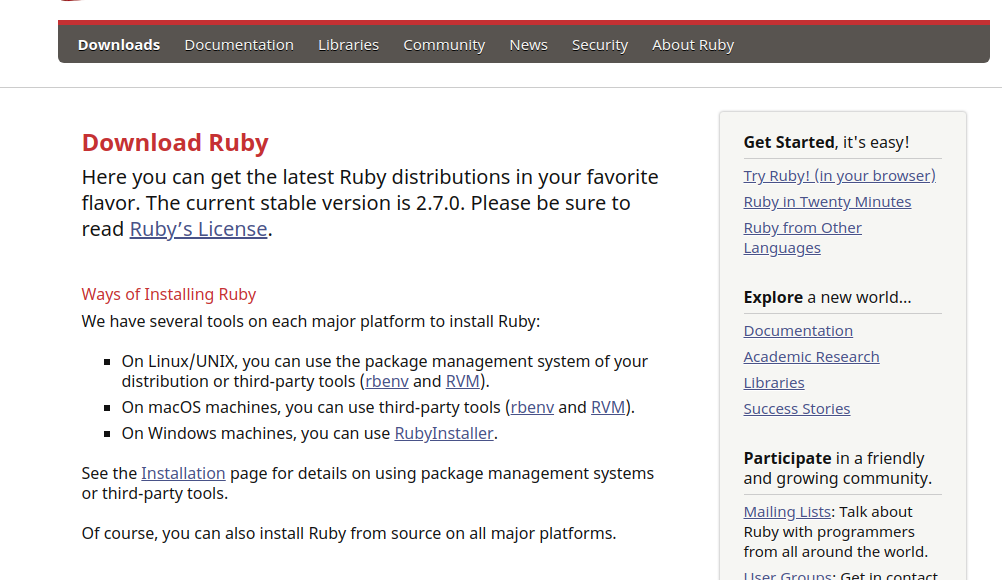 Downloads Documentation Libraries Community News Security About Ruby
Download Ruby
Here you can get the latest Ruby distributions in your favorite
flavor. The current stable version is 2.7.0. Please be sure to
read Ruby’s License.
Ways of Installing Ruby
We have several tools on each major platform to install Ruby:
On Linux/UNIX, you can use the package management system of your
distribution or third-party tools (rbenv and RVM).
On macOS machines, you can use third-party tools (rbenv and RVM).
On Windows machines, you can use RubyInstaller.
See the Installation page for details on using package management systems
or third-party tools.
Of course, you can also install Ruby from source on all major platforms.
Get Started, it's easy!
Try Ruby! (in your browser)
Ruby in Twenty Minutes
Ruby from Other
Languages
Explore a new world...
Documentation
Academic Research
Libraries
Success Stories
Participate in a friendly
and growing community.
Mailing Lists: Talk about
Ruby with programmers
from all around the world.
User Groups: Get in contact